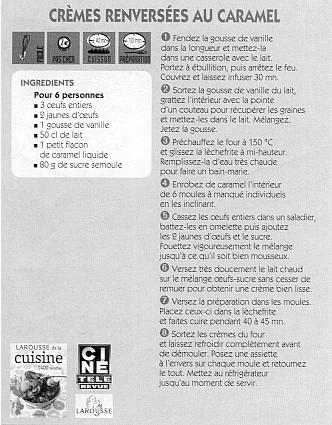 CRÈMES RENVERSÉES AU CARAMEL
FACILE
PAS CHER
40 mn
CUISSON
10 mn
PRÉPARATION
INGREDIENTS
Pour 6 personnes
■ 3 œufs entiers
■ 2 jaunes d'œufs
■ 1 gousse de vanille
■ 50 cl de lait
■ 1 petit flacon
de caramel liquide
■ 80 g de sucre semoule
1 Fendez la gousse de vanille
dans la longueur et mettez-la
dans une casserole avec le lait.
Portez à ébullition, puis arrêtez le feu.
Couvrez et laissez infuser 30 mn.
2 Sortez la gousse de vanille du lait,
grattez l'intérieur avec la pointe
d'un couteau pour récupérer les graines
et mettez-les dans le lait. Mélangez.
Jetez la gousse.
3 Préchauffez le four à 150 °C
et glissez la lèchefrite à mi-hauteur.
Remplissez-la d'eau très chaude
pour faire un bain-marie.
4 Enrobez de caramel l'intérieur
de 6 moules à manqué individuels
en les inclinant.
5 Cassez les œufs entiers dans un saladier,
battez-les en omelette puis ajoutez
les 2 jaunes d'œufs et le sucre.
Fouettez vigoureusement le mélange
jusqu'à ce qu'il soit bien mousseux.
6 Versez très doucement le lait chaud
sur le mélange œufs-sucre sans cesser de
remuer pour obtenir une crème bien lisse.
7 Versez la préparation dans les moules.
Placez ceux-ci dans la lèchefrite
et faites cuire pendant 40 à 45 mn.
8 Sortez les crèmes du four
et laissez refroidir complètement avant
de démouler. Posez une assiette
à l'envers sur chaque moule et retournez
le tout. Mettez au réfrigérateur
jusqu'au moment de servir.
LAROUSSE de la
cuisine
1400 recettes
CINE
TELE
REVUE
LAROUSSE